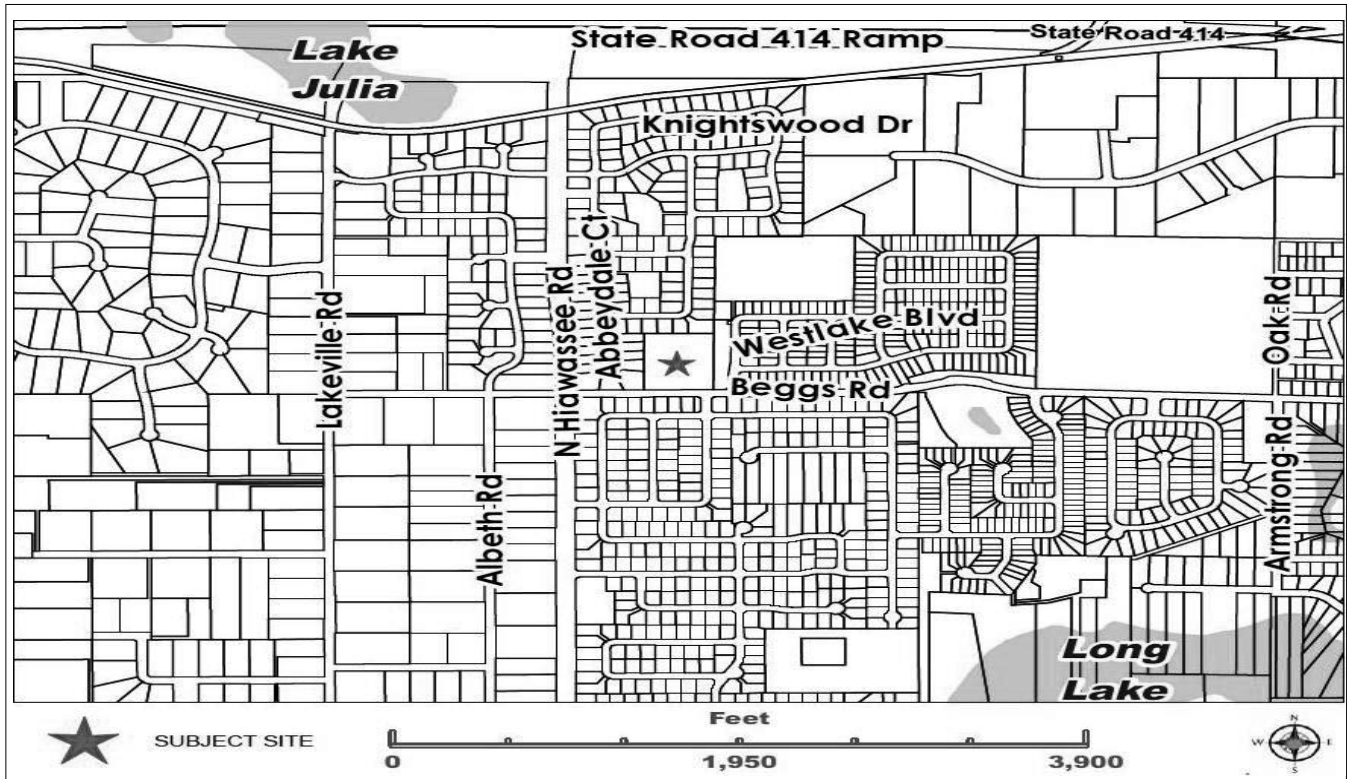 Lake
Julia
State Road 414 Ramp
State Road 414
Knightswood Dr
Lakeville Rd
N Hiawassee Rd
Abbeydale Ct
Westlake Blvd
Oak Rd
Beggs Rd
Albeth Rd
Armstrong Rd
Long
Lake
SUBJECT SITE
Feet
0
1,950
3,900
N
W
E
S